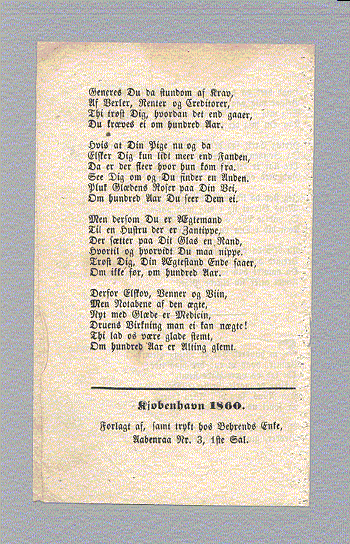 Generes Du da stundom af Krav,
Af Vexler, Renter og Creditorer,
Thi trøst Dig, hvordan det end gaaer,
Du kræves ei om hundred Aar.
Hvis at Din Pige nu og da
Elsker Dig kun lidt meer end Fanden,
Da er der fleer hvor hun kom fra.
See Dig om og Du finder en Anden.
Pluk Glædens Roser paa Din Vei,
Om hundred Aar Du seer Dem ei.
Men dersom Du er Ægtemand
Til en Hustru der er Zantippe,
Der sætter paa Dit Glas en Rand,
Hvortil og hvorvidt Du maa nippe.
Trøst Dig, Din Ægtestand Ende faaer,
Om ikke før, om hundred Aar.
Derfor Elskov, Venner og Viin,
Men Notabene af den ægte,
Nyt med Glæde er Medicin,
Druens Virkning man ei kan nægte!
Thi lad os være glade stemt,
Om hundred Aar er Alting glemt.
Kjøbenhavn 1860.
Forlagt af, samt trykt hos Behrends Enke,
Aabenraa Nr. 3, 1ste Sal.